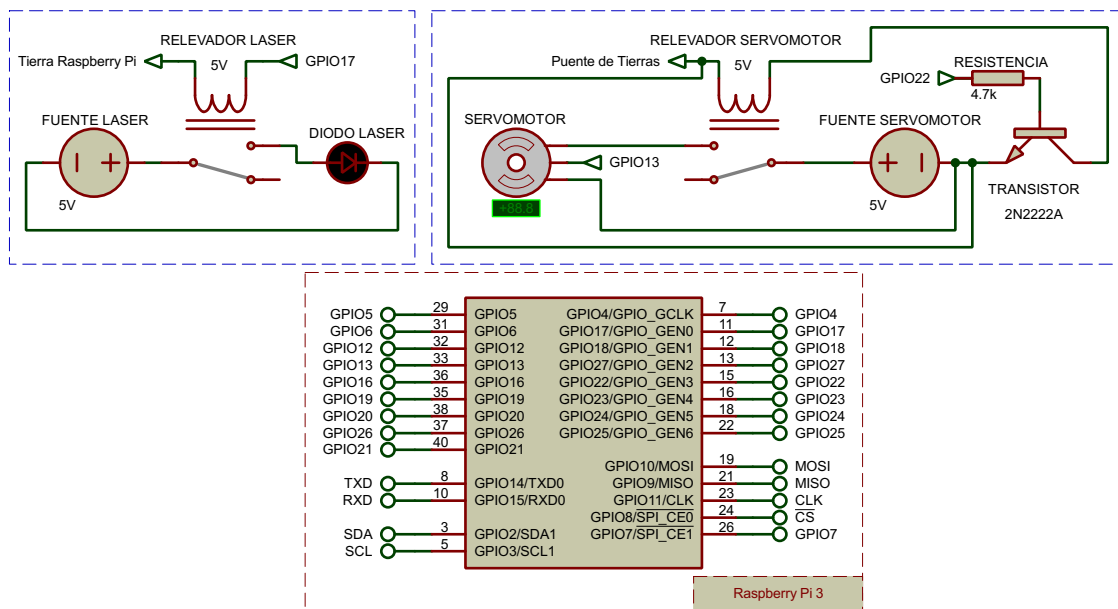 RELEVADOR LASER
Tierra Raspberry Pi
5V
GPIO17
FUENTE LASER
DIODO LASER
5V
RELEVADOR SERVOMOTOR
Puente de Tierras
5V
RESISTENCIA
GPIO22
4.7k
SERVOMOTOR
FUENTE SERVOMOTOR
GPIO13
TRANSISTOR
5V
2N2222A
+88.8
GPIO5 29 GPIO5 GPIO4/GPIO_GCLK 7 GPIO4
GPIO6 31 GPIO6 GPIO17/GPIO_GEN0 11 GPIO17
GPIO12 32 GPIO12 GPIO18/GPIO_GEN1 12 GPIO18
GPIO13 33 GPIO13 GPIO27/GPIO_GEN2 13 GPIO27
GPIO16 36 GPIO16 GPIO22/GPIO_GEN3 15 GPIO22
GPIO19 35 GPIO19 GPIO23/GPIO_GEN4 16 GPIO23
GPIO20 38 GPIO20 GPIO24/GPIO_GEN5 18 GPIO24
GPIO26 37 GPIO26 GPIO25/GPIO_GEN6 22 GPIO25
GPIO21 40 GPIO21
GPIO10/MOSI 19 MOSI
TXD 8 GPIO14/TXD0 GPIO9/MISO 21 MISO
RXD 10 GPIO15/RXD0 GPIO11/CLK 23 CLK
GPIO8/SPI_CE0 24 CS
SDA 3 GPIO2/SDA1 GPIO7/SPI_CE1 26 GPIO7
SCL 5 GPIO3/SCL1
Raspberry Pi 3